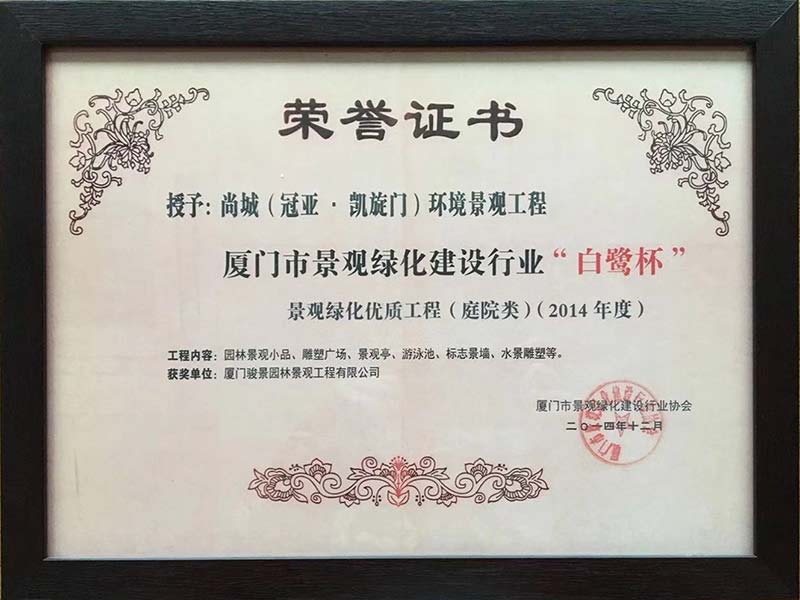 荣誉证书
授予：尚城（冠亚·凯旋门）环境景观工程
厦门市景观绿化建设行业“白鹭杯”
景观绿化优质工程（庭院类）（2014年度）
工程内容：园林景观小品、雕塑广场、景观亭、游泳池、标志景墙、水景雕塑等。
获奖单位：厦门骏景园林景观工程有限公司
厦门市景观绿化建设行业协会
二〇一四年十二月